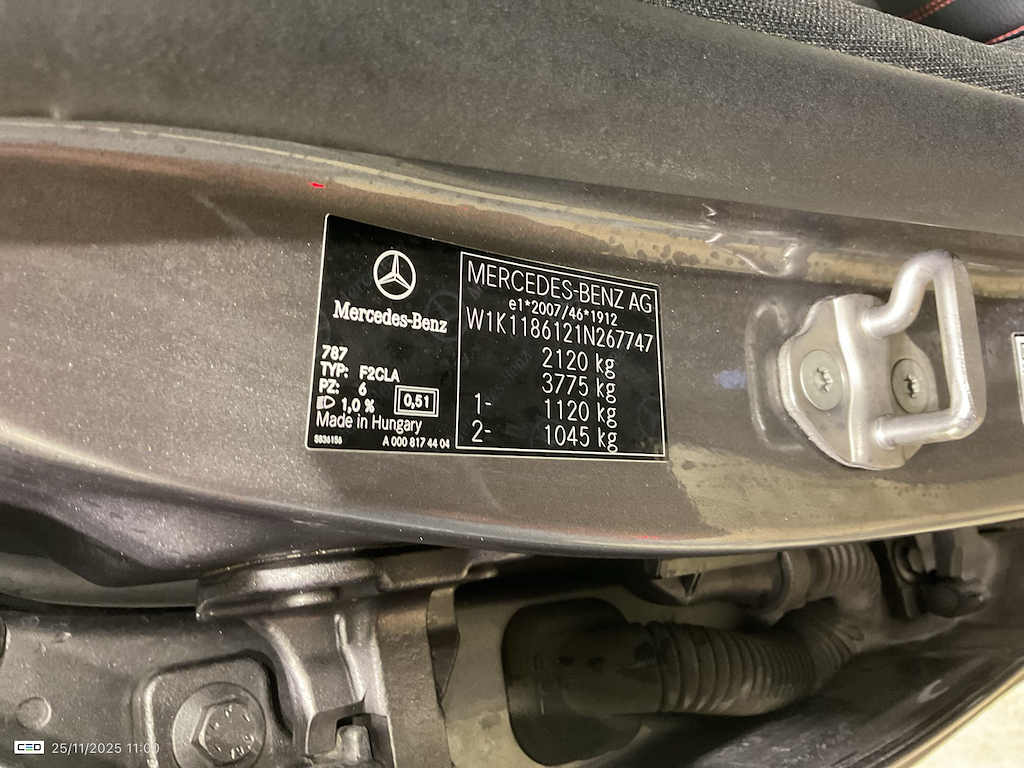 Mercedes-Benz
787
TYP: F2CLA
PZ: 6
1,0 %
0,51
Made in Hungary
5836186
A 000 817 44 04
MERCEDES-BENZ AG
e1*2007/46*1912
W1K1186121N267747
2120 kg
3775 kg
1- 1120 kg
2- 1045 kg
CEO 25/11/2025 11:00